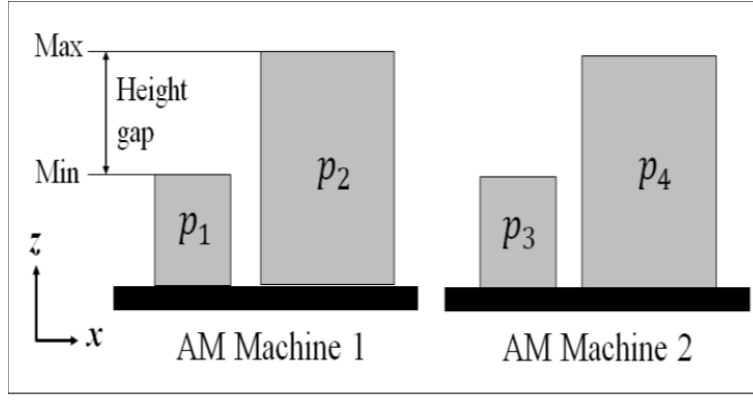 Max
Height
gap
Min
p₁
p₂
p₃
p₄
z
x
AM Machine 1
AM Machine 2